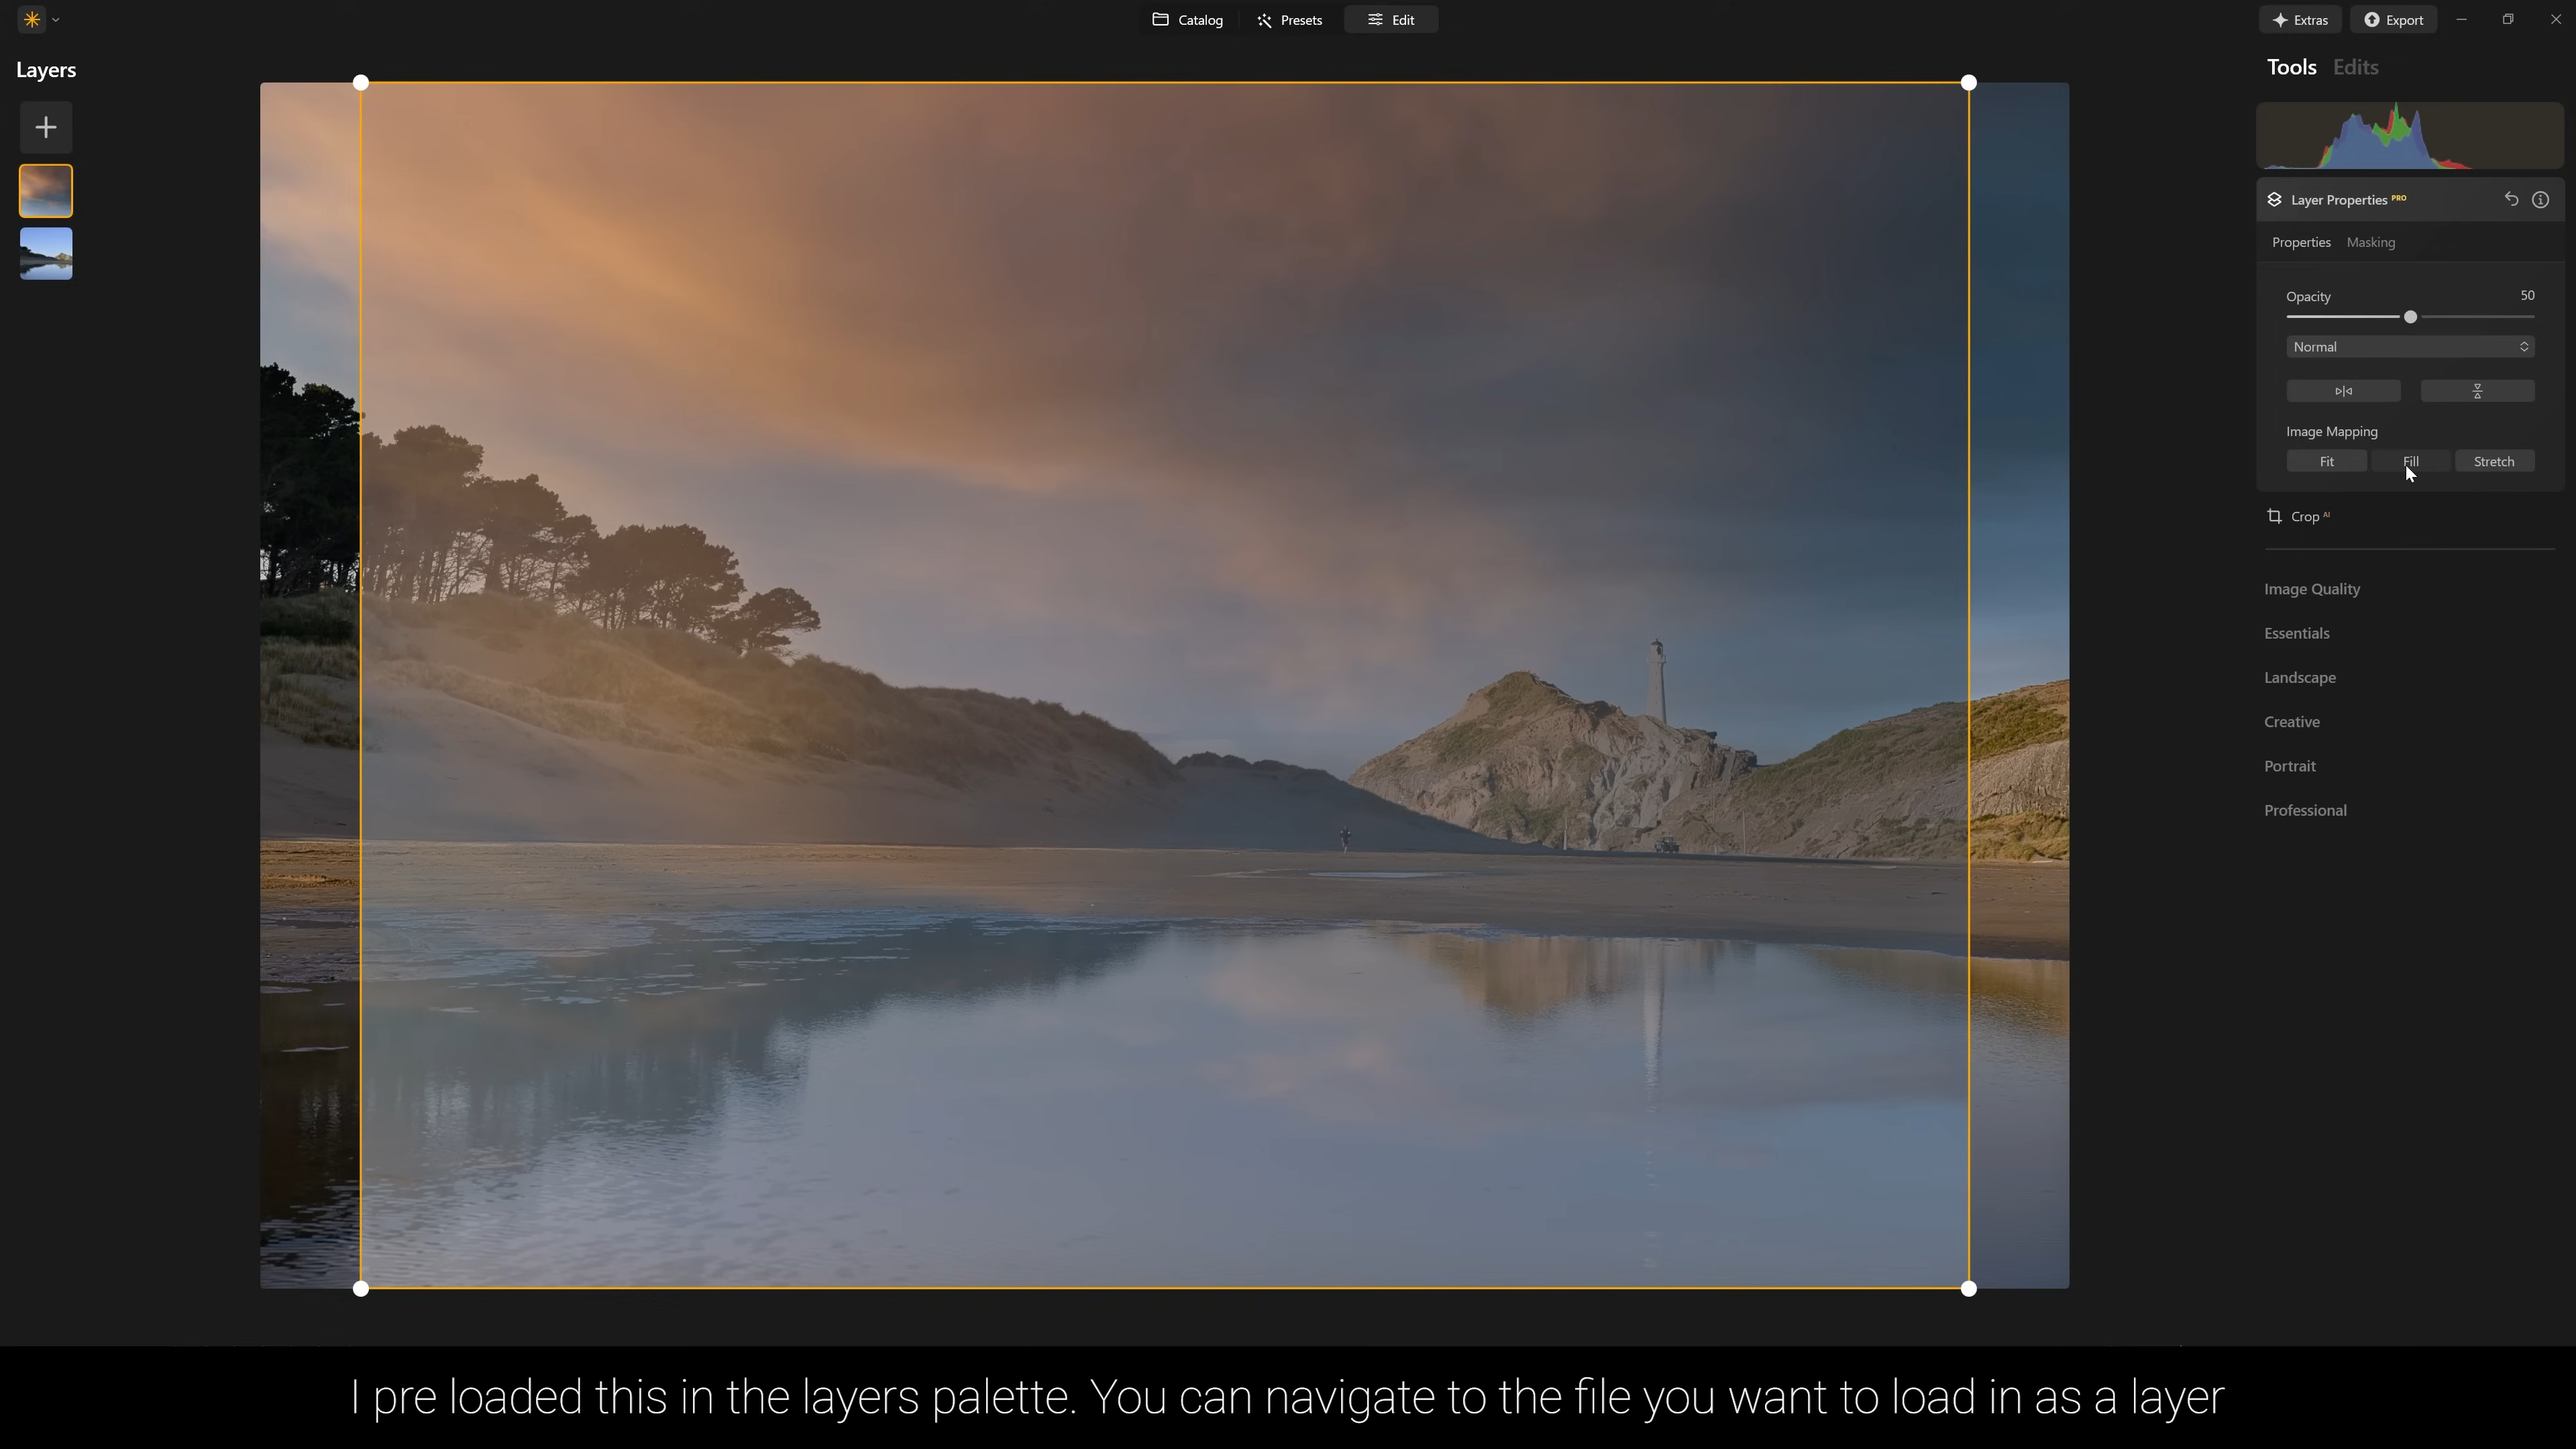 Catalog
Presets
Edit
Extras
Export
Layers
Tools Edits
Layer Properties PRO
Properties Masking
Opacity 50
Normal
Image Mapping
Fit Fill Stretch
Crop AI
Image Quality
Essentials
Landscape
Creative
Portrait
Professional
I pre loaded this in the layers palette. You can navigate to the file you want to load in as a layer